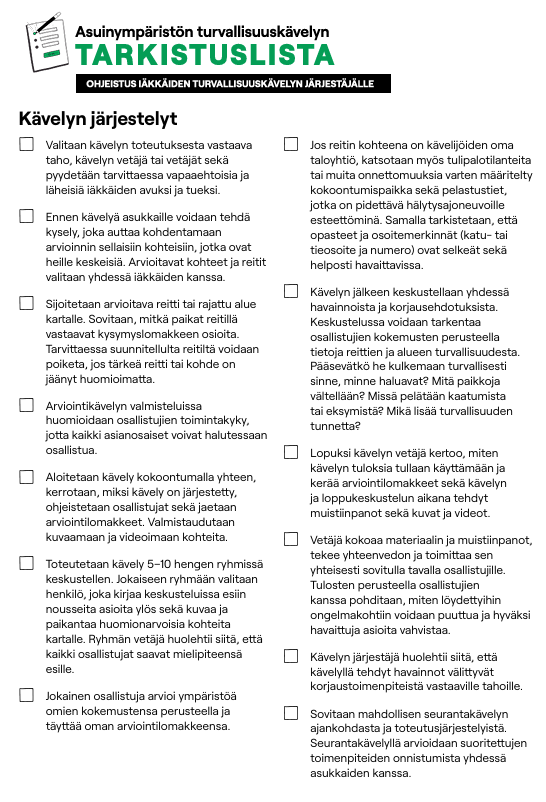 Asuinympäristön turvallisuuskävelyn
TARKISTUSLISTA
OHJEISTUS IÄKKÄIDEN TURVALLISUUSKÄVELYN JÄRJESTÄJÄLLE
Kävelyn järjestelyt
Valitaan kävelyn toteutuksesta vastaava
taho, kävelyn vetäjä tai vetäjät sekä
pyydetään tarvittaessa vapaaehtoisia ja
läheisiä iäkkäiden avuksi ja tueksi.
Ennen kävelyä asukkaille voidaan tehdä
kysely, joka auttaa kohdentamaan
arvioinnin sellaisiin kohteisiin, jotka ovat
heille keskeisiä. Arvioitavat kohteet ja reitit
valitaan yhdessä iäkkäiden kanssa.
Sijoitetaan arvioitava reitti tai rajattu alue
kartalle. Sovitaan, mitkä paikat reitillä
vastaavat kysymyslomakkeen osioita.
Tarvittaessa suunnitellulta reitiltä voidaan
poiketa, jos tärkeä reitti tai kohde on
jäänyt huomioimatta.
Arviointikävelyn valmisteluissa
huomioidaan osallistujien toimintakyky,
jotta kaikki asianosaiset voivat halutessaan
osallistua.
Aloitetaan kävely kokoontumalla yhteen,
kerrotaan, miksi kävely on järjestetty,
ohjeistetaan osallistujat sekä jaetaan
arviointilomakkeet. Valmistaudutaan
kuvaamaan ja videoimaan kohteita.
Toteutetaan kävely 5–10 hengen ryhmissä
keskustellen. Jokaiseen ryhmään valitaan
henkilö, joka kirjaa keskusteluissa esiin
nousseita asioita ylös sekä kuvaa ja
paikantaa huomionarvoisia kohteita
kartalle. Ryhmän vetäjä huolehtii siitä, että
kaikki osallistujat saavat mielipiteensä
esille.
Jokainen osallistuja arvioi ympäristöä
omien kokemustensa perusteella ja
täyttää oman arviointilomakkeensa.
Jos reitin kohteena on kävelijöiden oma
taloyhtiö, katsotaan myös tulipalotilanteita
tai muita onnettomuuksia varten määritelty
kokoontumispaikka sekä pelastustiet,
jotka on pidettävä hälytysajoneuvoille
esteettöminä. Samalla tarkistetaan, että
opasteet ja osoitemerkinnät (katu- tai
tieosoite ja numero) ovat selkeät sekä
helposti havaittavissa.
Kävelyn jälkeen keskustellaan yhdessä
havainnoista ja korjausehdotuksista.
Keskustelussa voidaan tarkentaa
osallistujien kokemusten perusteella
tietoja reittien ja alueen turvallisuudesta.
Pääsevätkö he kulkemaan turvallisesti
sinne, minne haluavat? Mitä paikkoja
vältellään? Missä pelätään kaatumista
tai eksymistä? Mikä lisää turvallisuuden
tunnetta?
Lopuksi kävelyn vetäjä kertoo, miten
kävelyn tuloksia tullaan käyttämään ja
kerää arviointilomakkeet sekä kävelyn
ja loppukeskustelun aikana tehdyt
muistiinpanot sekä kuvat ja videot.
Vetäjä kokoaa materiaalin ja muistiinpanot,
tekee yhteenvedon ja toimittaa sen
yhteisesti sovitulla tavalla osallistujille.
Tulosten perusteella osallistujien
kanssa pohditaan, miten löydettyihin
ongelmakohtiin voidaan puuttua ja hyväksi
havaittuja asioita vahvistaa.
Kävelyn järjestäjä huolehtii siitä, että
kävelyllä tehdyt havainnot välittyvät
korjaustoimenpiteistä vastaaville tahoille.
Sovitaan mahdollisen seurantakävelyn
ajankohdasta ja toteutusjärjestelyistä.
Seurantakävelyllä arvioidaan suoritettujen
toimenpiteiden onnistumista yhdessä
asukkaiden kanssa.